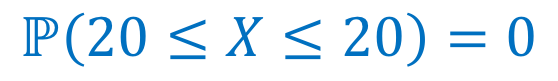 ℙ(20 ≤ X ≤ 20) = 0